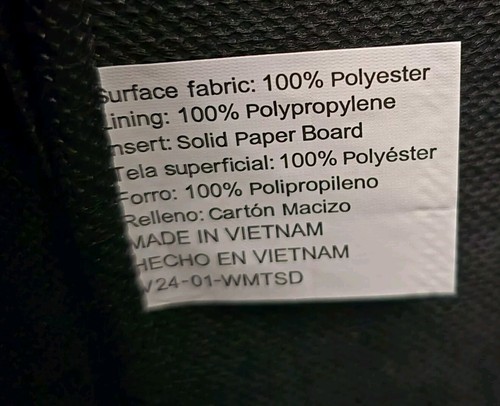 Surface fabric: 100% Polyester
Lining: 100% Polypropylene
Insert: Solid Paper Board
Tela superficial: 100% Polyéster
Forro: 100% Polipropileno
Relleno: Cartón Macizo
MADE IN VIETNAM
HECHO EN VIETNAM
V24-01-WMTSD